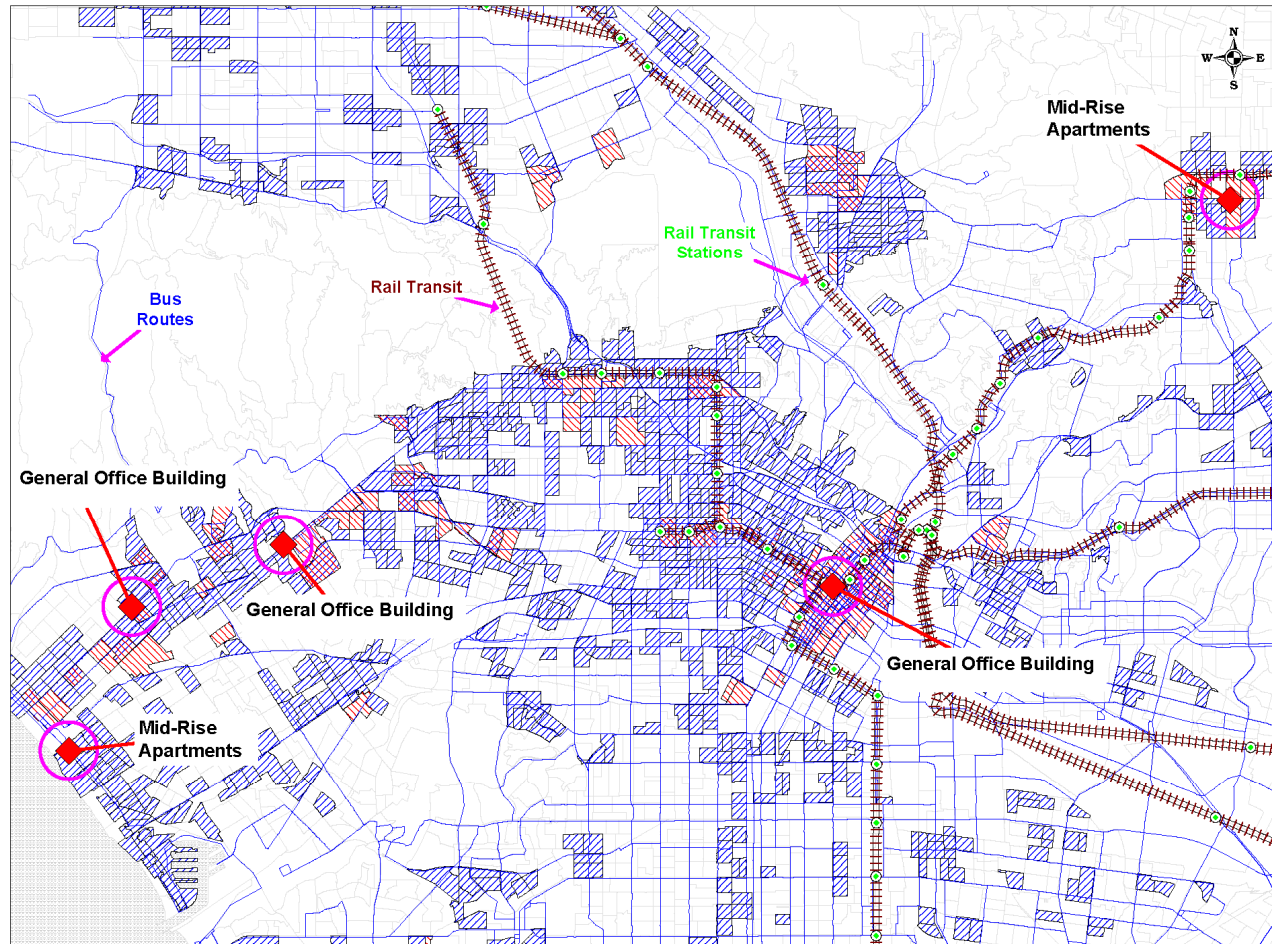 N
W E
S
Mid-Rise
Apartments
Rail Transit
Stations
Rail Transit
Bus
Routes
General Office Building
General Office Building
General Office Building
Mid-Rise
Apartments